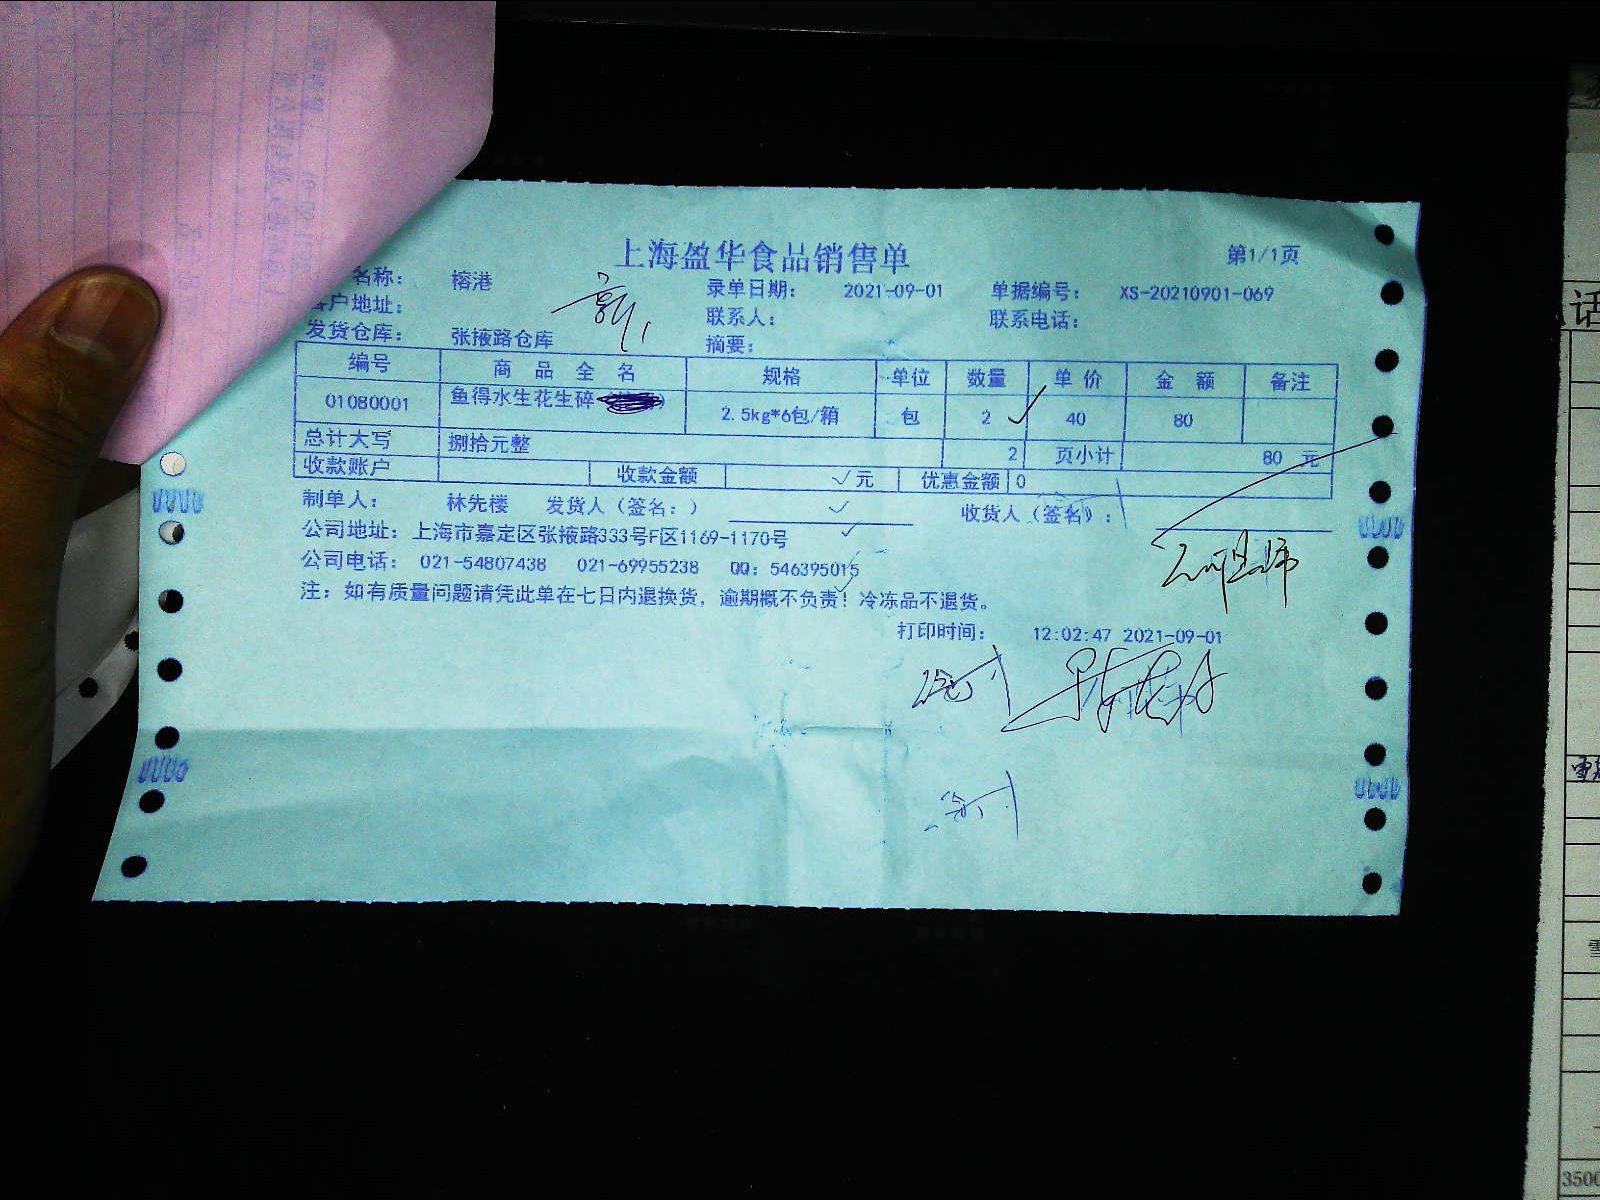 上海盈华食品销售单
第1/1页
名称： 榕港 录单日期： 2021-09-01 单据编号： XS-20210901-069
客户地址： 联系人： 联系电话：
发货仓库： 张掖路仓库 摘要：
编号 商品全名 规格 单位 数量 单价 金额 备注
01080001 鱼得水生花生碎 2.5kg*6包/箱 包 2 40 80
总计大写 捌拾元整 2 页小计 80 元
收款账户 收款金额 元 优惠金额 0
制单人： 林先楼 发货人（签名：） 收货人（签名）：
公司地址：上海市嘉定区张掖路333号F区1169-1170号
公司电话： 021-54807438 021-69955238 QQ：546395015
注：如有质量问题请凭此单在七日内退换货，逾期概不负责！冷冻品不退货。
打印时间： 12:02:47 2021-09-01
话
3500